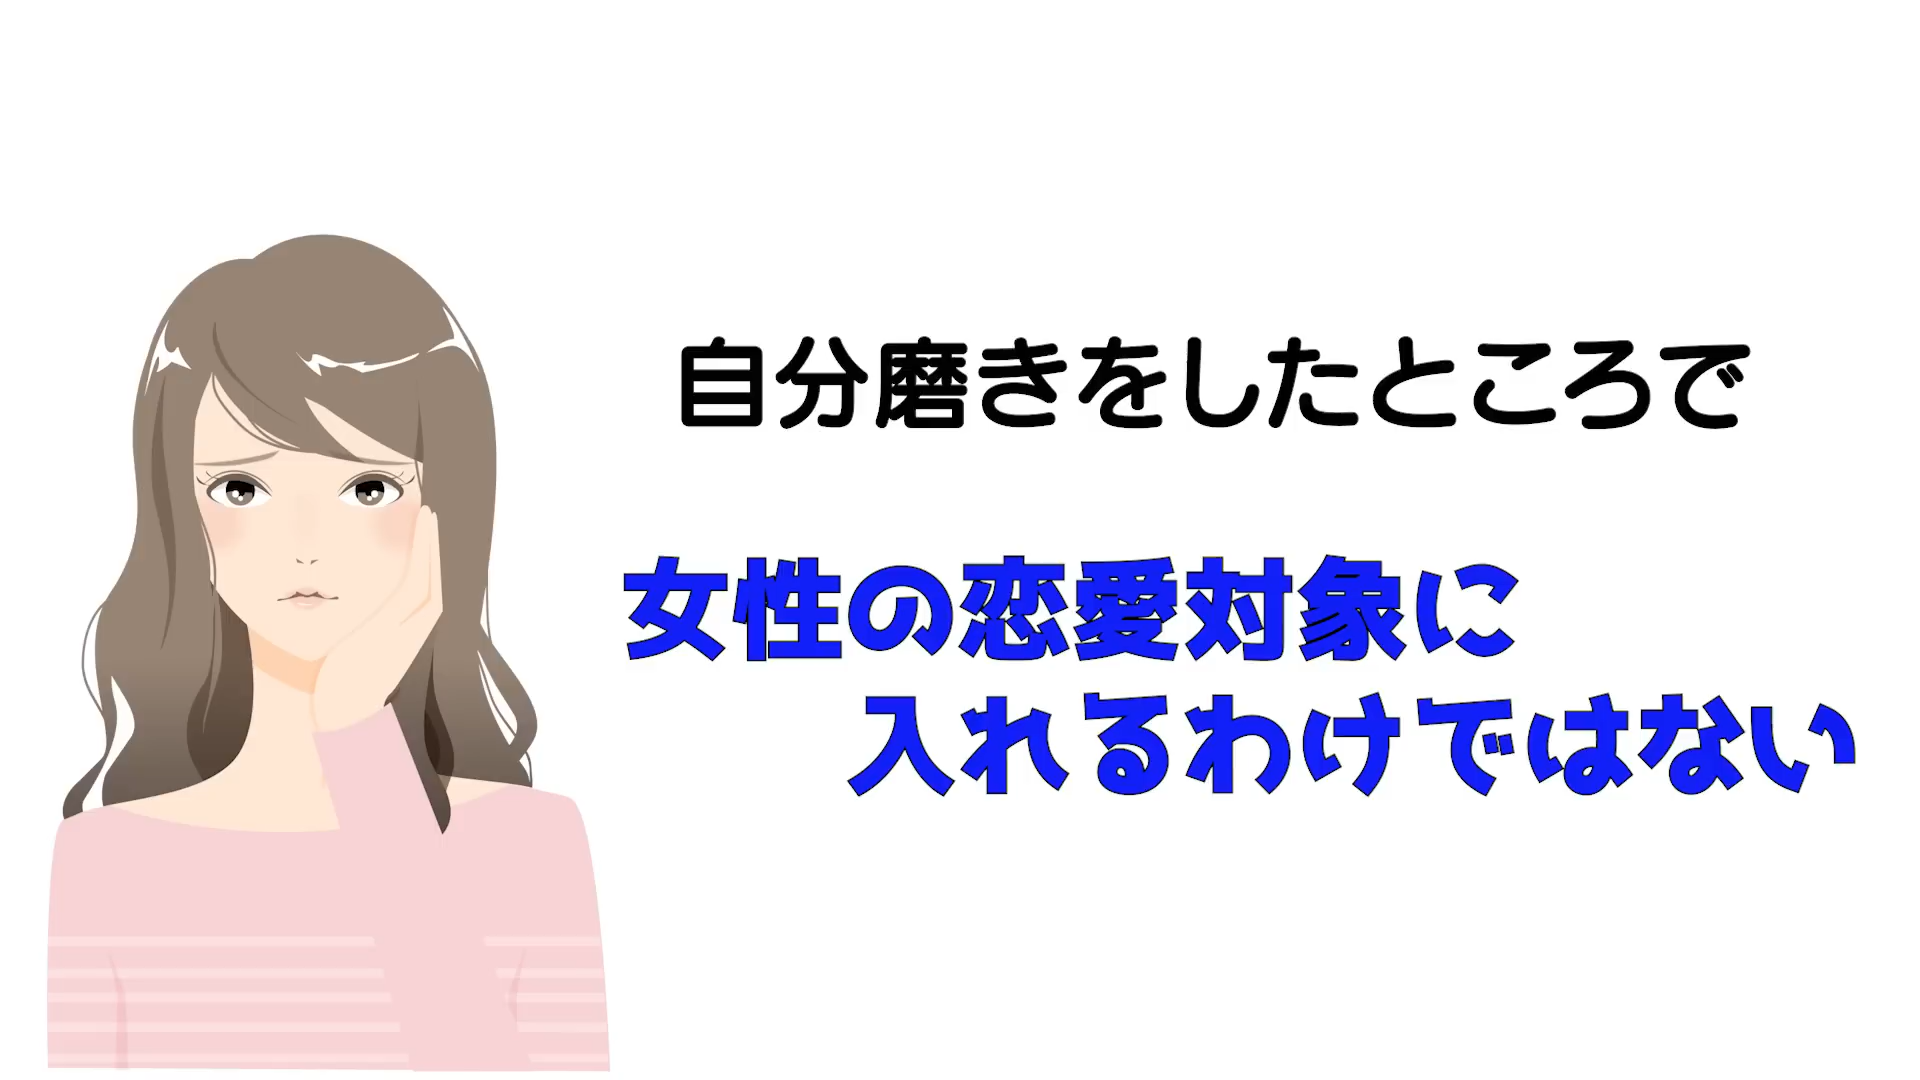 自分磨きをしたところで
女性の恋愛対象に
入れるわけではない